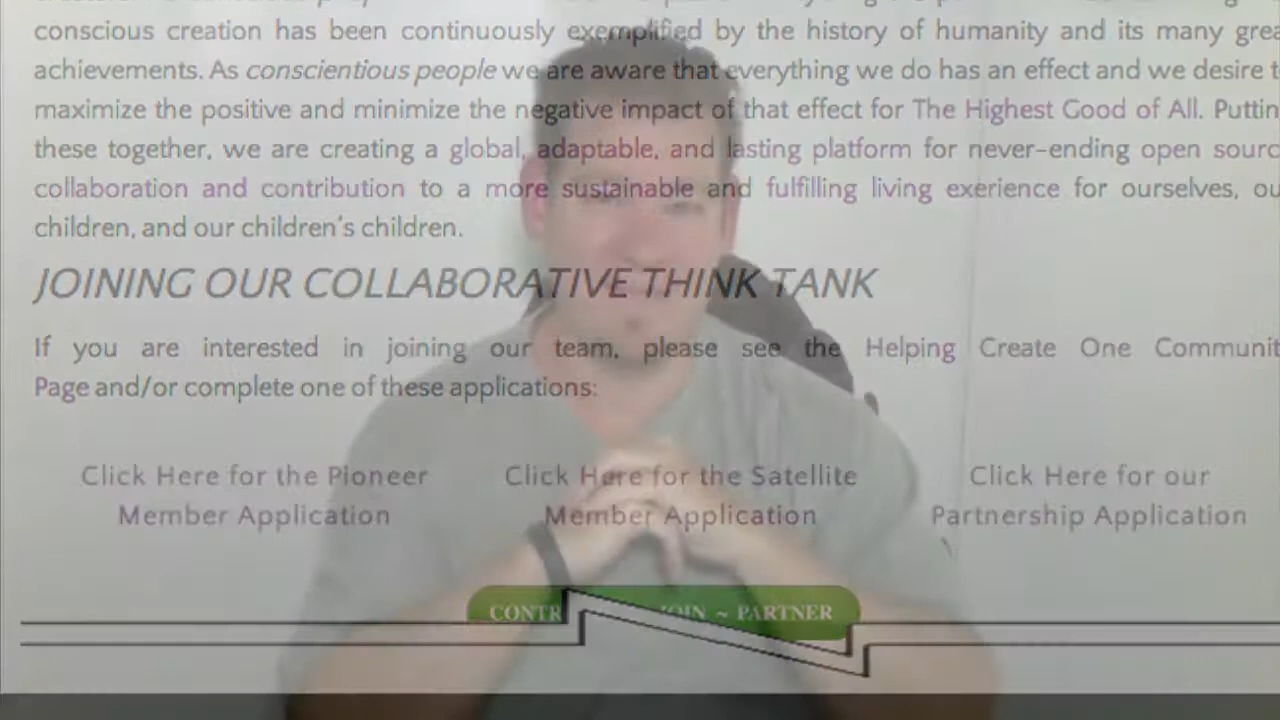 conscious creation has been continuously exemplified by the history of humanity and its many grea
achievements. As conscientious people we are aware that everything we do has an effect and we desire t
maximize the positive and minimize the negative impact of that effect for The Highest Good of All. Puttin
these together, we are creating a global, adaptable, and lasting platform for never-ending open sourc
collaboration and contribution to a more sustainable and fulfilling living exerience for ourselves, ou
children, and our children's children.
JOINING OUR COLLABORATIVE THINK TANK
If you are interested in joining our team, please see the Helping Create One Communit
Page and/or complete one of these applications:
Click Here for the Pioneer
Member Application
Click Here for the Satellite
Member Application
Click Here for our
Partnership Application
CONTR JOIN ~ PARTNER